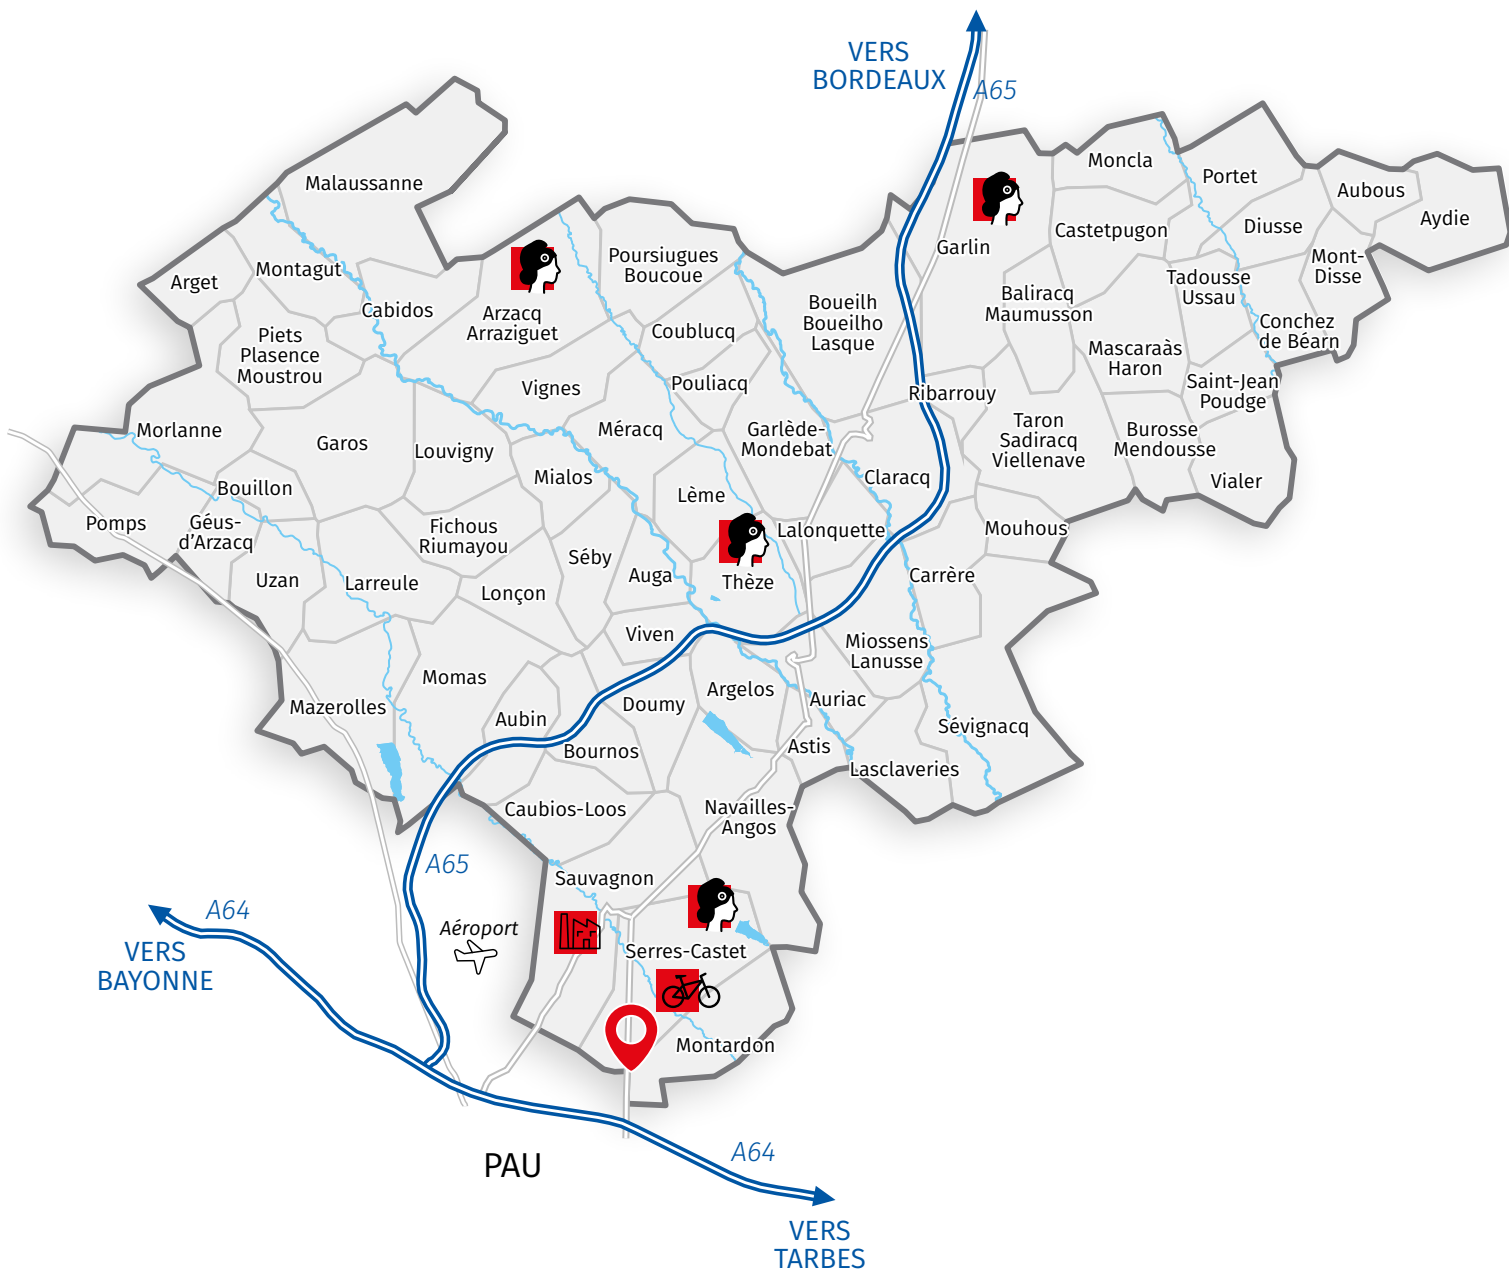 VERS
BORDEAUX
A65
Malaussanne
Moncla
Portet
Aubous
Aydie
Garlin
Castetpugon
Diusse
Mont-
Disse
Arget
Montagut
Cabidos
Arzacq
Arraziguet
Poursiugues
Boucoue
Boueilh
Boueilho
Lasque
Baliracq
Maumusson
Tadousse
Ussau
Conchez
de Béarn
Piets
Plasence
Moustrou
Coublucq
Vignes
Pouliacq
Mascaraàs
Haron
Saint-Jean
Poudge
Ribarrouy
Morlanne
Garos
Louvigny
Méracq
Garlède-
Mondebat
Taron
Sadiracq
Viellenave
Burosse
Mendousse
Vialer
Bouillon
Mialos
Lème
Claracq
Pomps
Géus-
d'Arzacq
Fichous
Riumayou
Séby
Lalonquette
Mouhous
Uzan
Larreule
Lonçon
Auga
Thèze
Carrère
Viven
Miossens
Lanusse
Mazerolles
Momas
Aubin
Doumy
Argelos
Auriac
Sévignacq
Bournos
Astis
Lasclaveries
Caubios-Loos
Navailles-
Angos
A65
Sauvagnon
A64
Aéroport
Serres-Castet
VERS
BAYONNE
Montardon
PAU
A64
VERS
TARBES